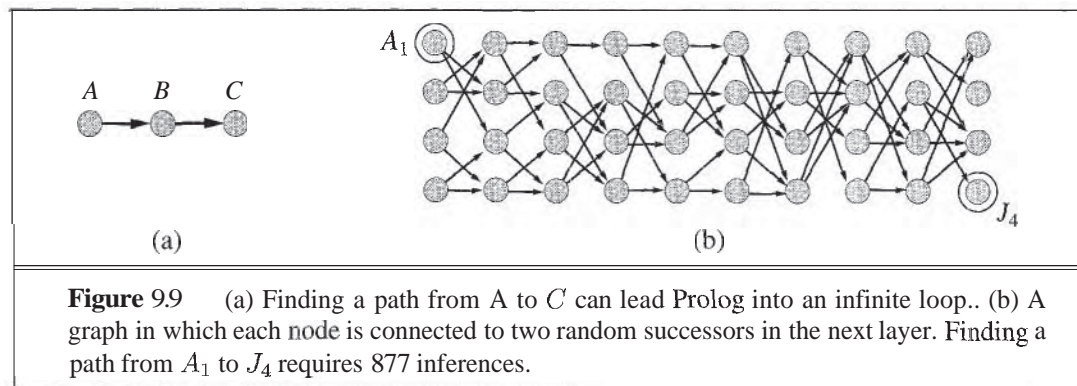 A₁
A B C
J₄
(a) (b)
Figure 9.9 (a) Finding a path from A to C can lead Prolog into an infinite loop.. (b) A
graph in which each node is connected to two random successors in the next layer. Finding a
path from A₁ to J₄ requires 877 inferences.